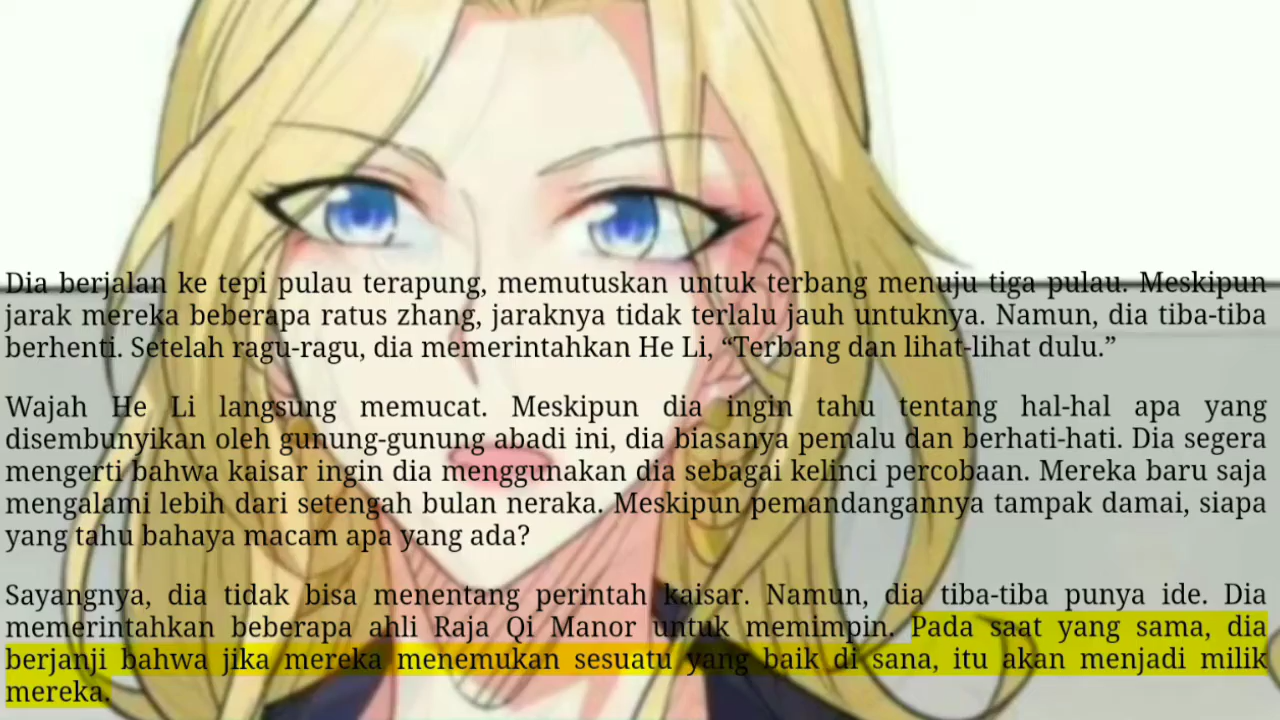 Dia berjalan ke tepi pulau terapung, memutuskan untuk terbang menuju tiga pulau. Meskipun
jarak mereka beberapa ratus zhang, jaraknya tidak terlalu jauh untuknya. Namun, dia tiba-tiba
berhenti. Setelah ragu-ragu, dia memerintahkan He Li, “Terbang dan lihat-lihat dulu.”
Wajah He Li langsung memucat. Meskipun dia ingin tahu tentang hal-hal apa yang
disembunyikan oleh gunung-gunung abadi ini, dia biasanya pemalu dan berhati-hati. Dia segera
mengerti bahwa kaisar ingin dia menggunakan dia sebagai kelinci percobaan. Mereka baru saja
mengalami lebih dari setengah bulan neraka. Meskipun pemandangannya tampak damai, siapa
yang tahu bahaya macam apa yang ada?
Sayangnya, dia tidak bisa menentang perintah kaisar. Namun, dia tiba-tiba punya ide. Dia
memerintahkan beberapa ahli Raja Qi Manor untuk memimpin. Pada saat yang sama, dia
berjanji bahwa jika mereka menemukan sesuatu yang baik di sana, itu akan menjadi milik
mereka.